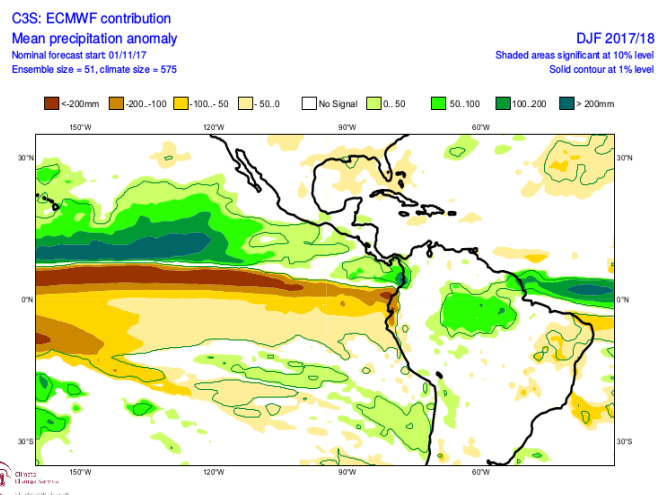 C3S: ECMWF contribution
Mean precipitation anomaly
DJF 2017/18
Nominal forecast start: 01/11/17
Shaded areas significant at 10% level
Ensemble size = 51, climate size = 575
Solid contour at 1% level
<-200mm -200..-100 -100..- 50 - 50..0 No Signal 0.. 50 50..100 100..200 > 200mm
150°W 120°W 90°W 60°W
30°N 30°N
0°N 0°N
30°S 30°S
150°W 120°W 90°W 60°W
Climate
Change Service